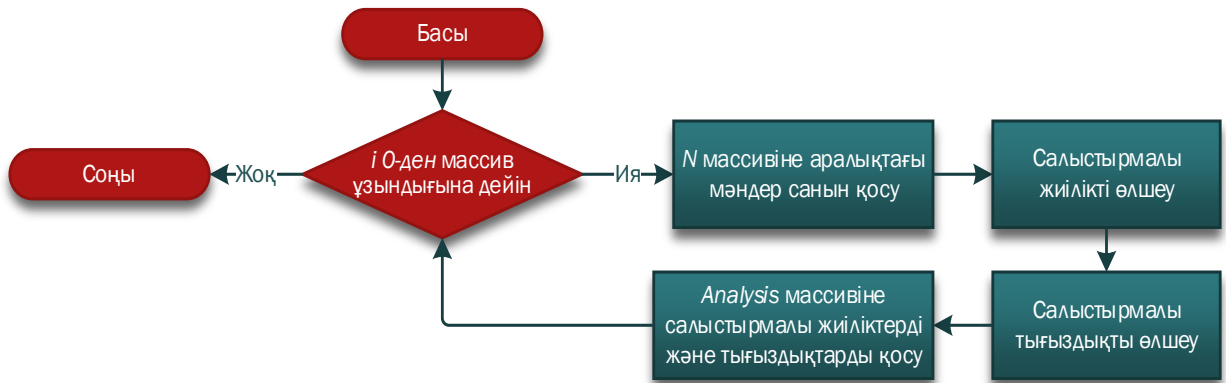 Басы
i 0-ден массив
ұзындығына дейін
Жоқ
Соңы
Ия
N массивіне аралықтағы
мәндер санын қосу
Салыстырмалы
жиілікті өлшеу
Салыстырмалы
тығыздықты өлшеу
Analysis массивіне
салыстырмалы жиіліктерді
және тығыздықтарды қосу